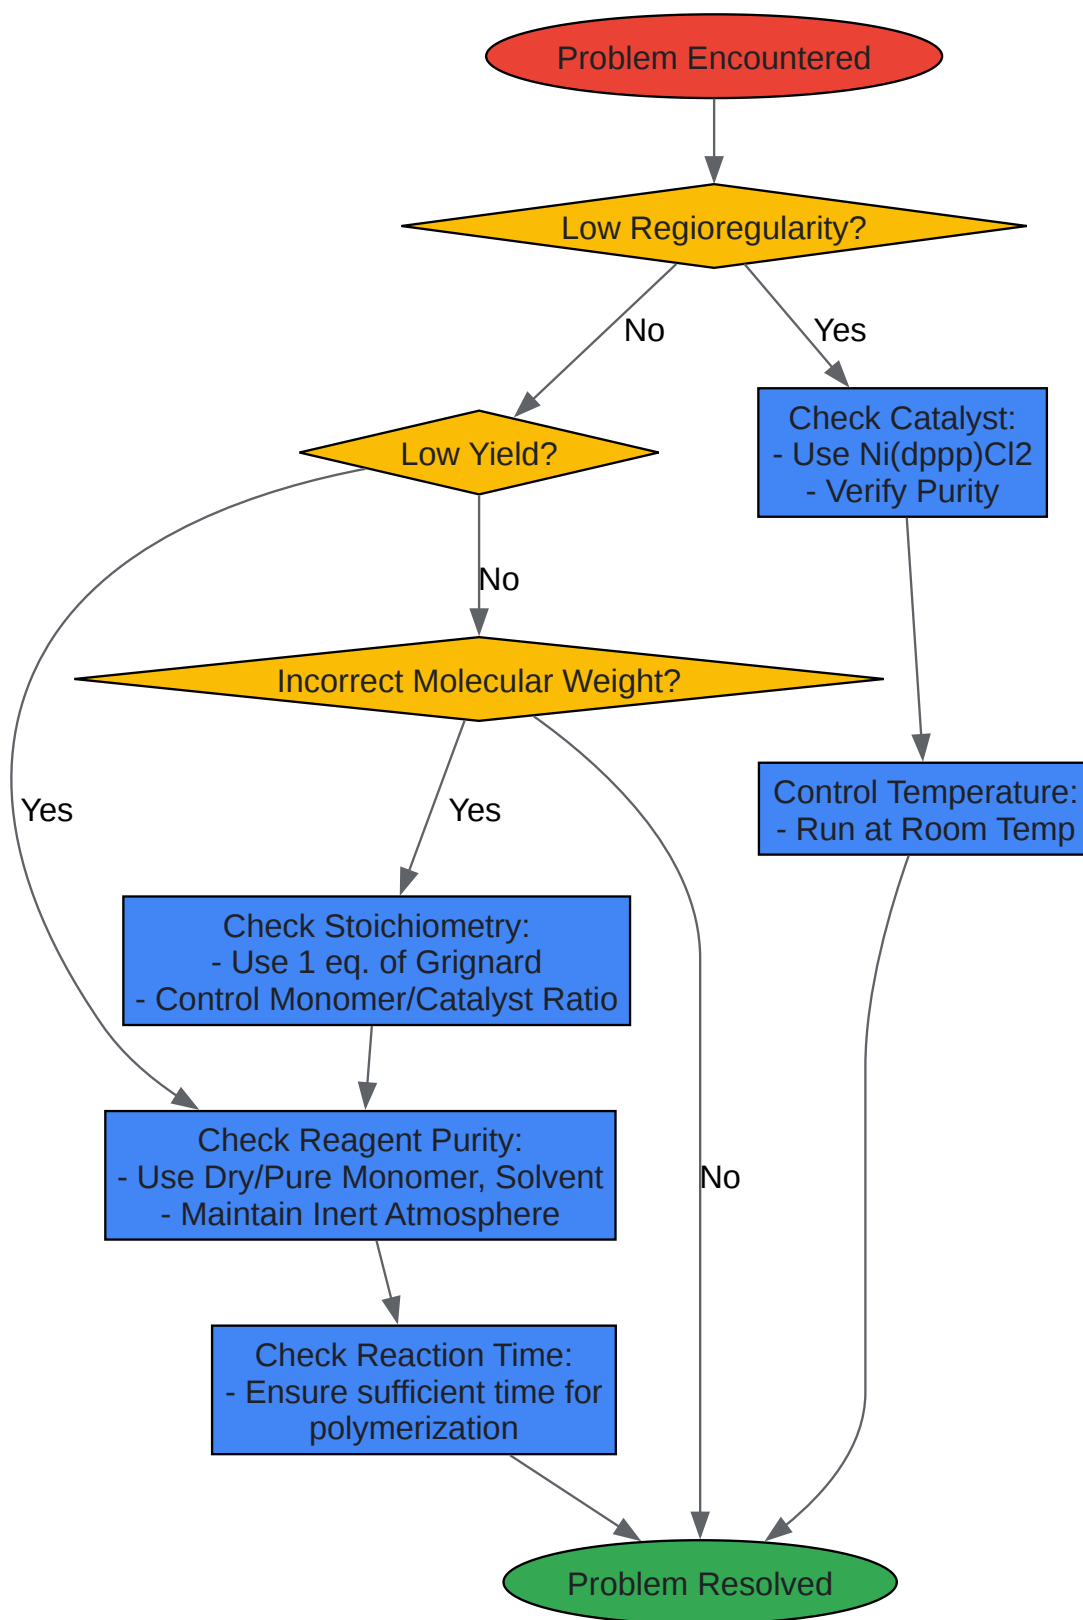 Problem Encountered
Low Regioregularity?
No
Yes
Check Catalyst:
- Use Ni(dppp)Cl2
- Verify Purity
Low Yield?
No
Incorrect Molecular Weight?
Control Temperature:
- Run at Room Temp
Yes
Yes
Check Stoichiometry:
- Use 1 eq. of Grignard
- Control Monomer/Catalyst Ratio
Check Reagent Purity:
- Use Dry/Pure Monomer, Solvent
- Maintain Inert Atmosphere
No
Check Reaction Time:
- Ensure sufficient time for
polymerization
Problem Resolved